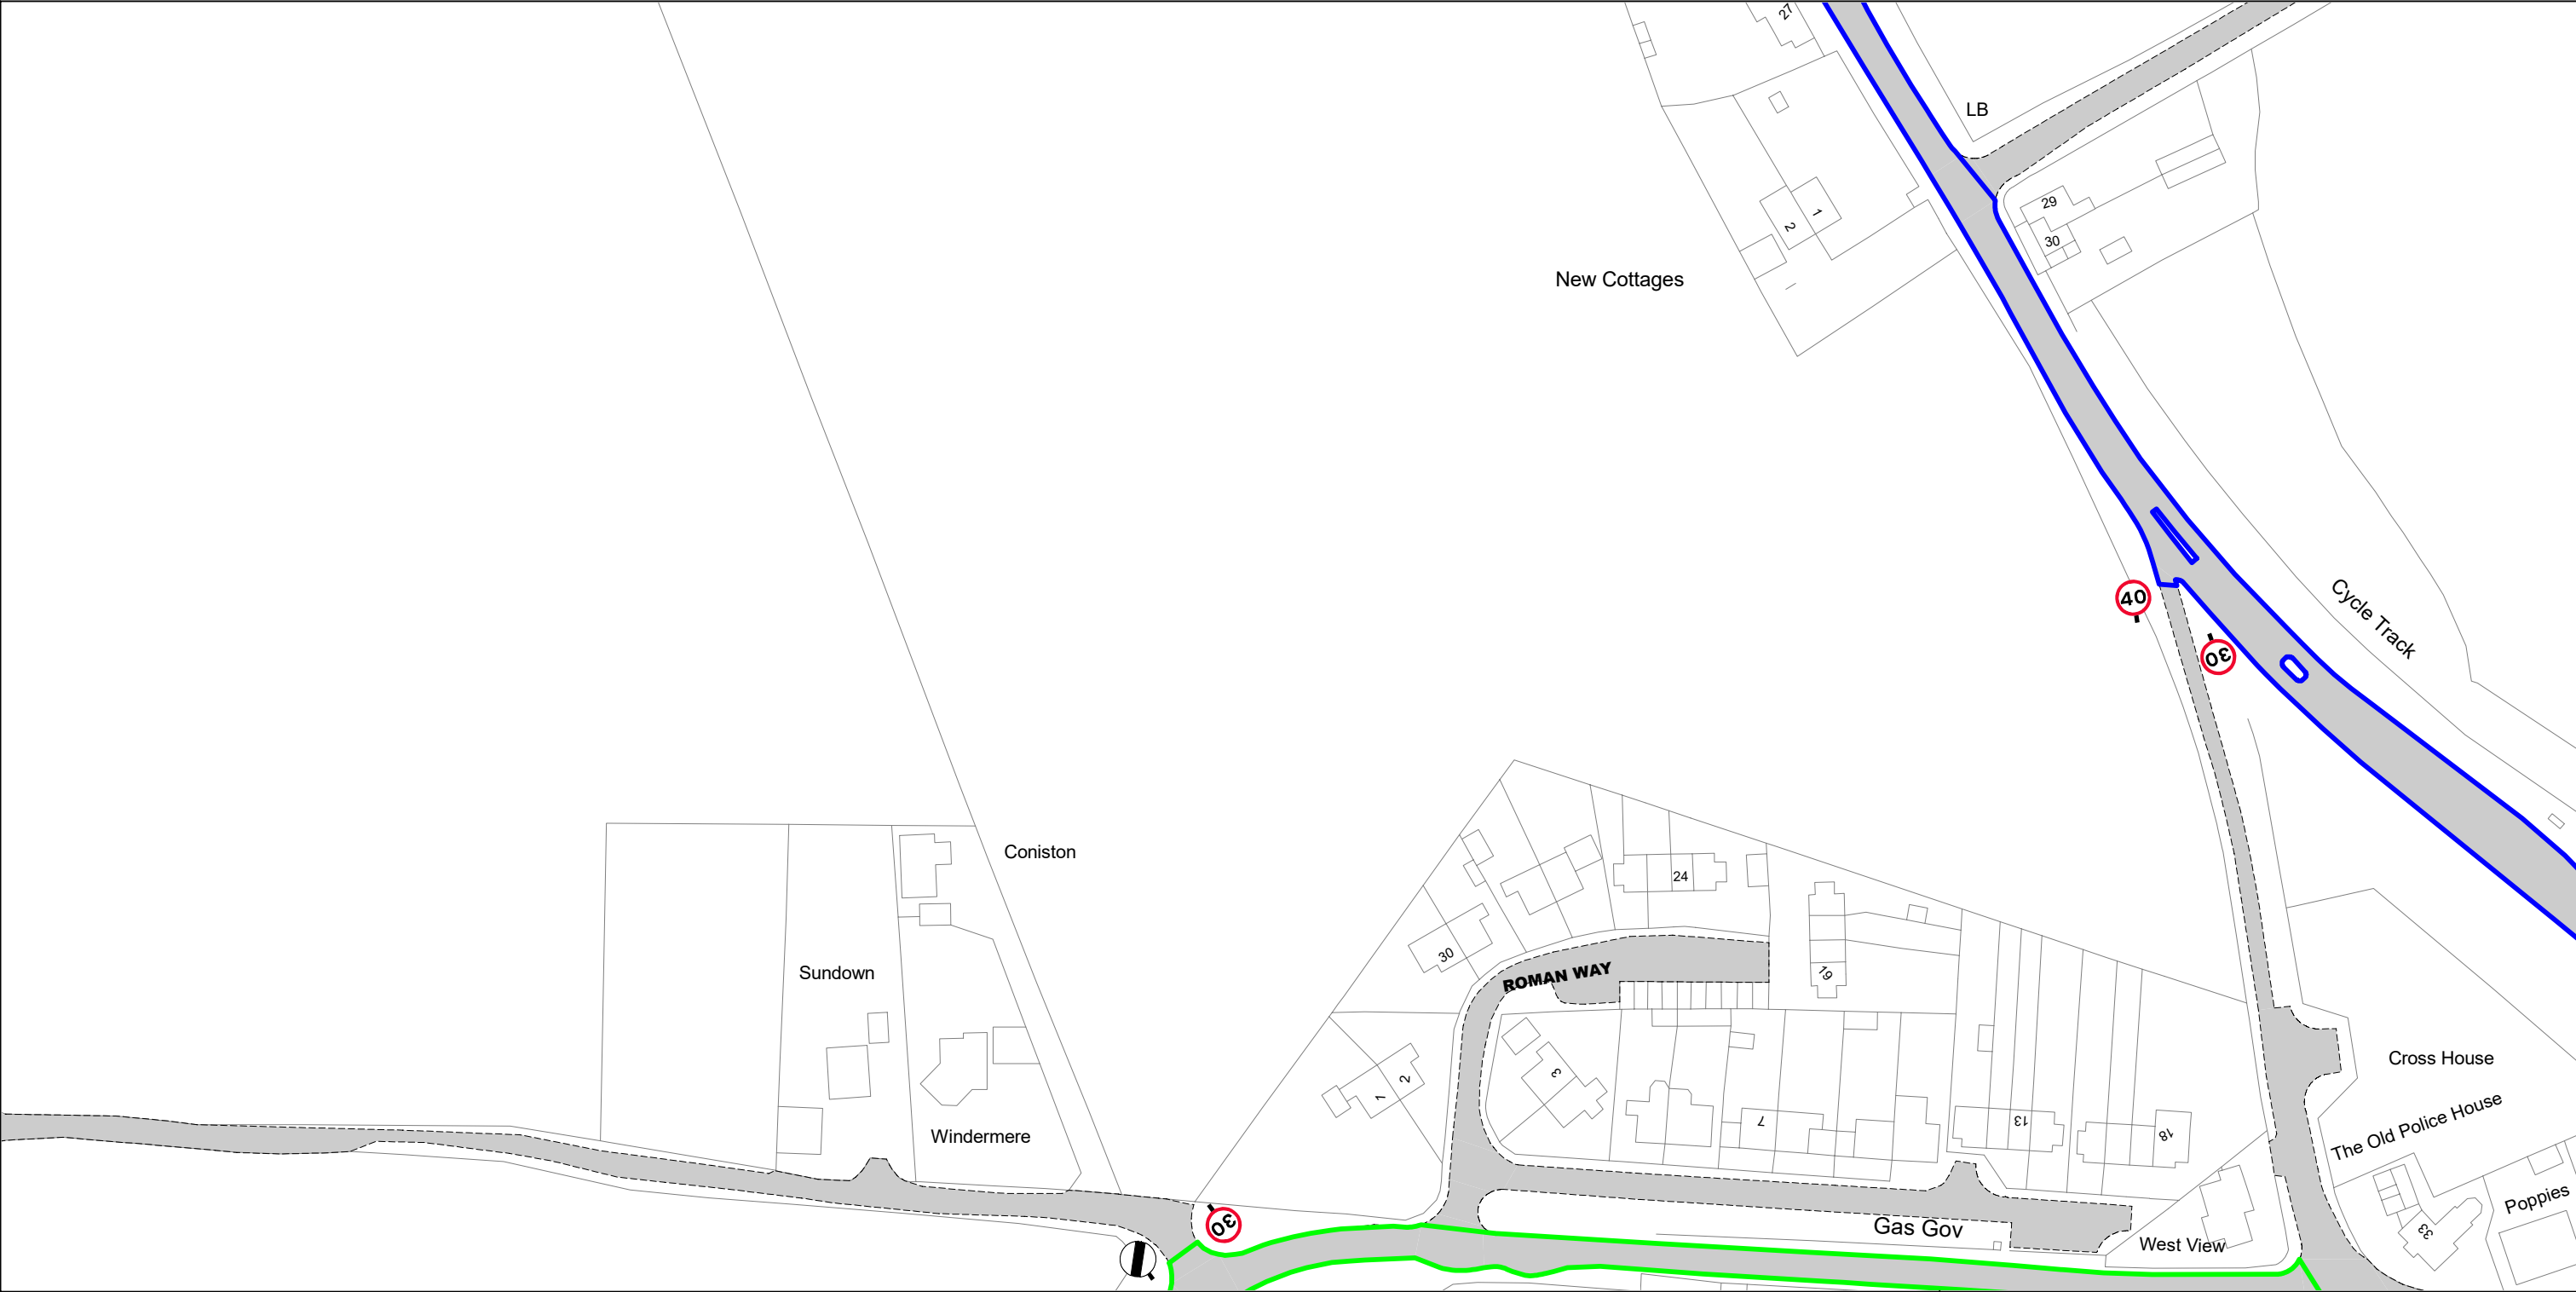 27
LB
29
30
1
2
New Cottages
Cycle Track
40
30
Coniston
24
30
19
Sundown
ROMAN WAY
Cross House
3
2
1
7
13
18
The Old Police House
Windermere
Poppies
30
Gas Gov
West View
33